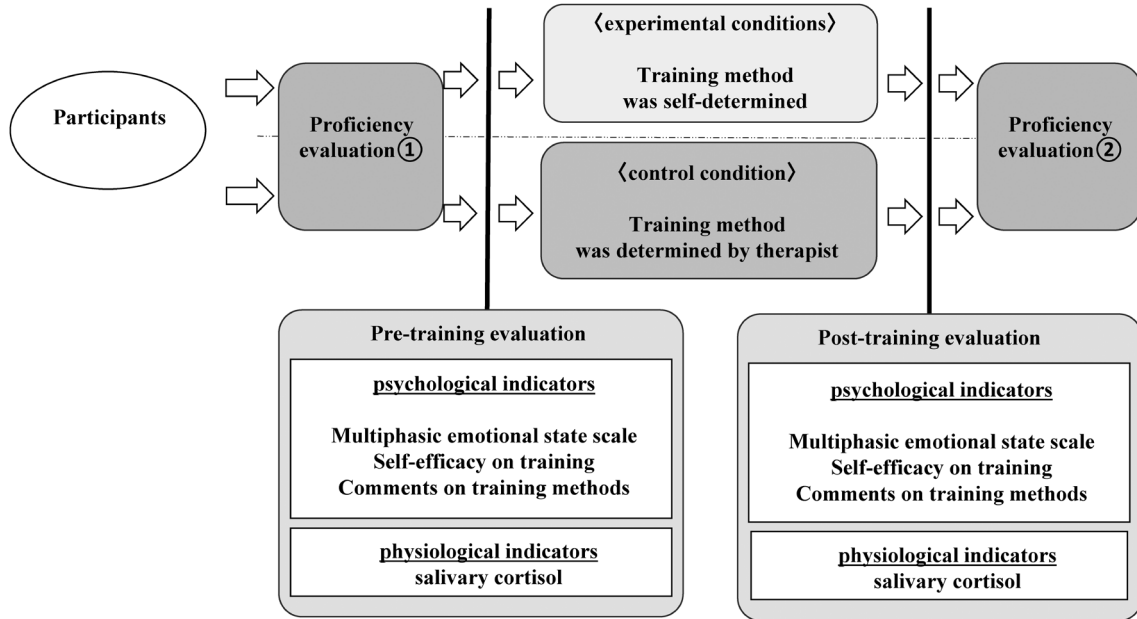 Participants
Proficiency
evaluation①
〈experimental conditions〉
Training method
was self-determined
〈control condition〉
Training method
was determined by therapist
Proficiency
evaluation②
Pre-training evaluation
psychological indicators
Multiphasic emotional state scale
Self-efficacy on training
Comments on training methods
physiological indicators
salivary cortisol
Post-training evaluation
psychological indicators
Multiphasic emotional state scale
Self-efficacy on training
Comments on training methods
physiological indicators
salivary cortisol